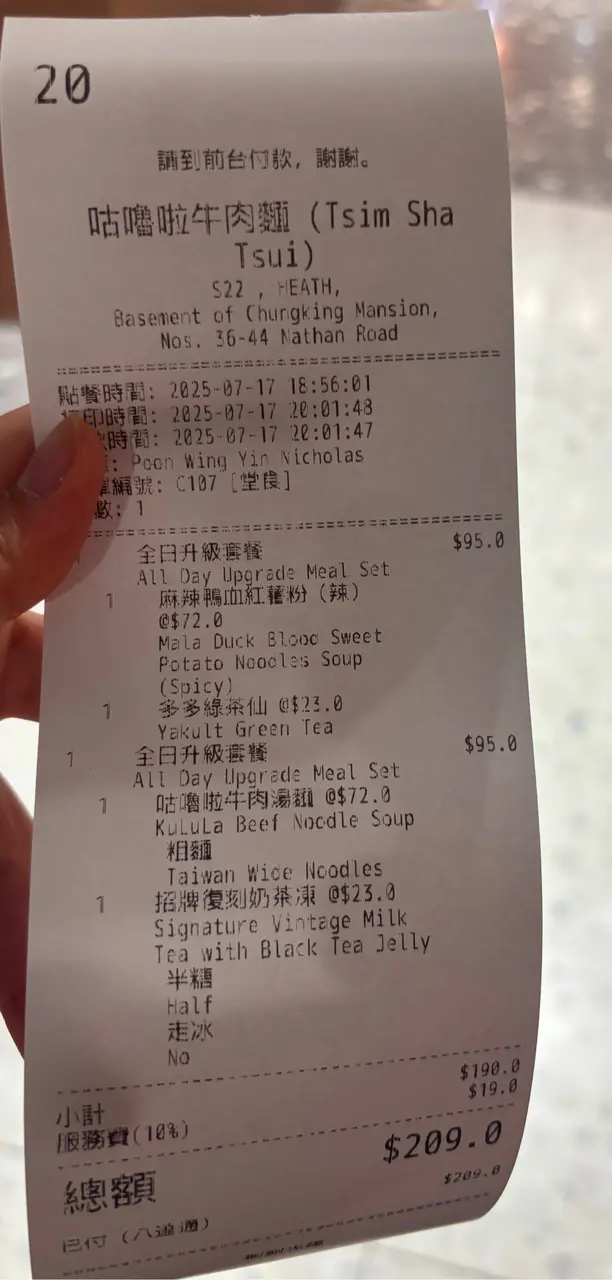 20
請到前台付款，謝謝。
咕嚕啦牛肉麵 (Tsim Sha
Tsui)
S22 , HEATH,
Basement of Chungking Mansion,
Nos. 36-44 Nathan Road
點餐時間: 2025-07-17 18:56:01
印時間: 2025-07-17 20:01:48
時間: 2025-07-17 20:01:47
: Poon Wing Yin Nicholas
編號: C107 [堂食]
數: 1
全日升級套餐 $95.0
All Day Upgrade Meal Set
1 麻辣鴨血紅薯粉 (辣)
@$72.0
Mala Duck Blood Sweet
Potato Noodles Soup
(Spicy)
1 多多綠茶仙 @$23.0
Yakult Green Tea
1 全日升級套餐 $95.0
All Day Upgrade Meal Set
1 咕嚕啦牛肉湯麵 @$72.0
KuLuLa Beef Noodle Soup
粗麵
Taiwan Wide Noodles
1 招牌復刻奶茶凍 @$23.0
Signature Vintage Milk
Tea with Black Tea Jelly
半糖
Half
走冰
No
小計 $190.0
服務費(10%) $19.0
總額 $209.0
已付 (八達通) $209.0